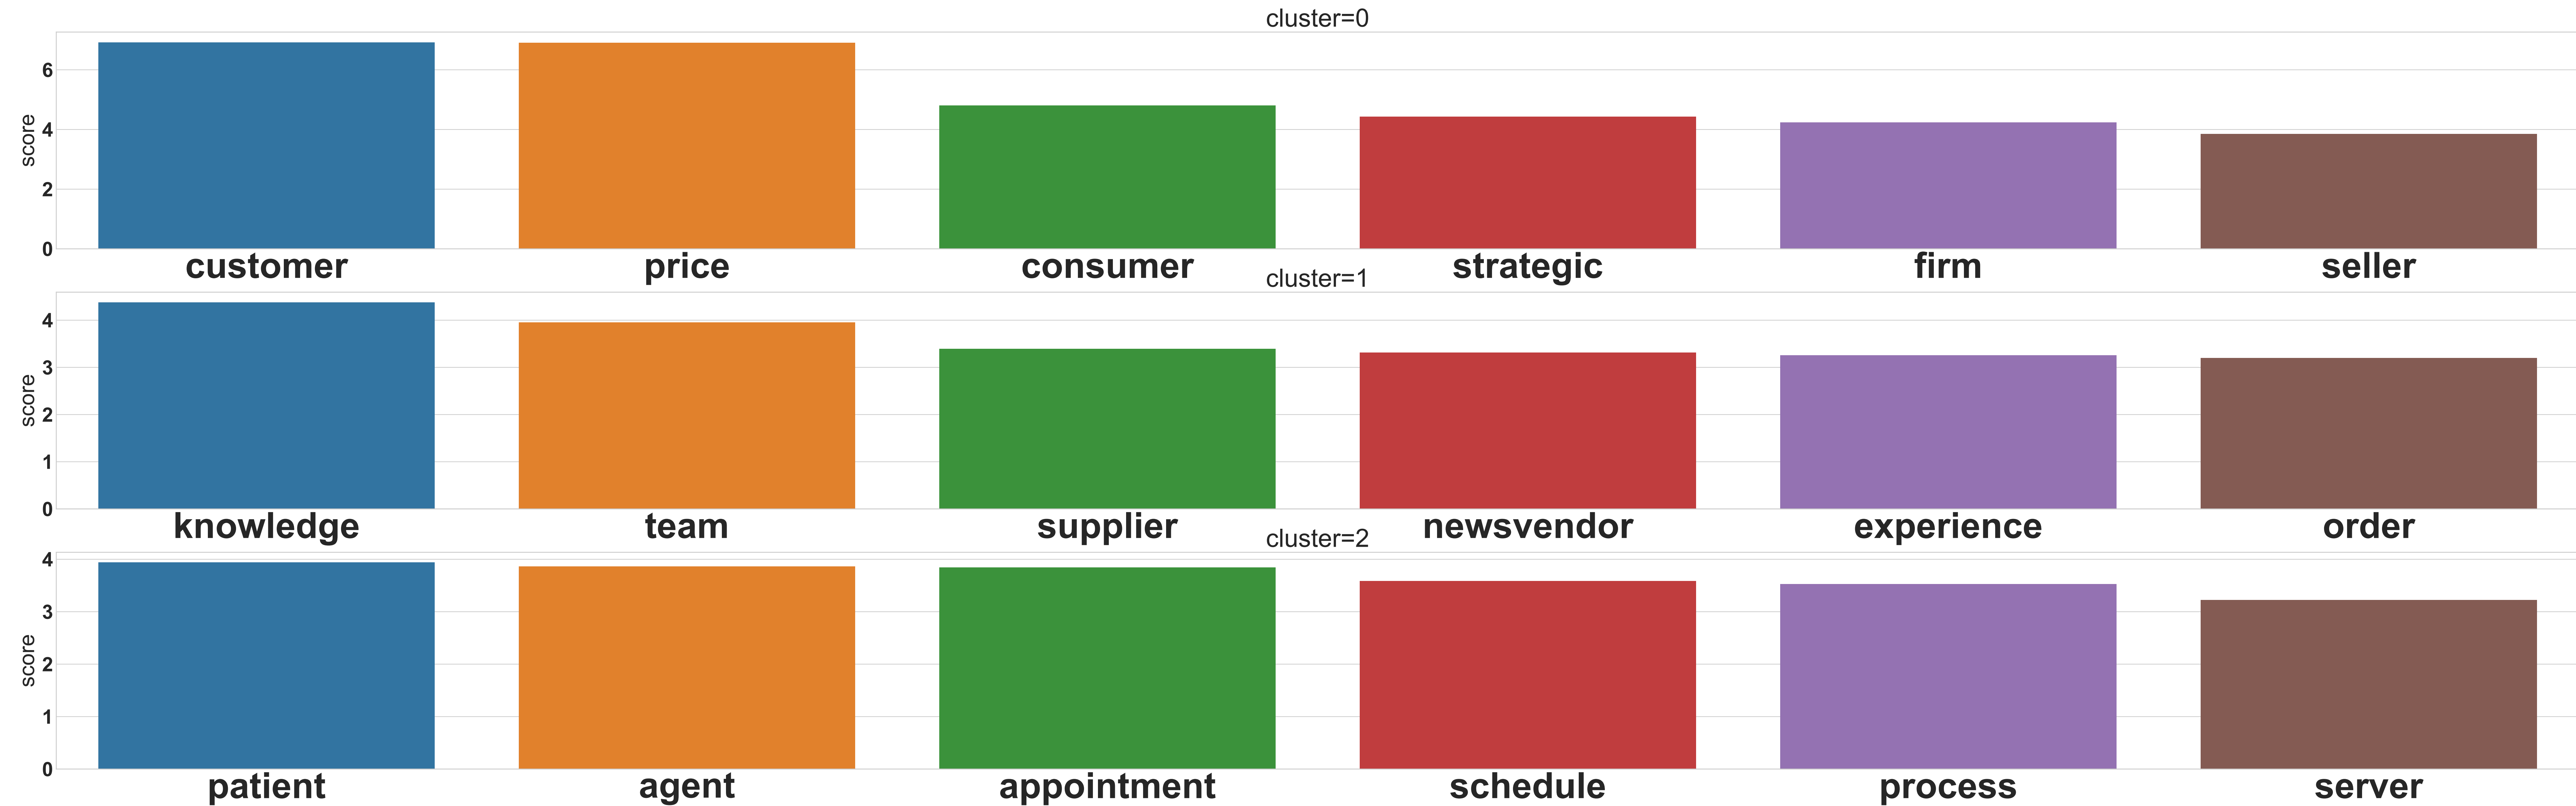 cluster=0
score
6
4
2
0
customer price consumer strategic firm seller
cluster=1
score
4
3
2
1
0
knowledge team supplier newsvendor experience order
cluster=2
score
4
3
2
1
0
patient agent appointment schedule process server